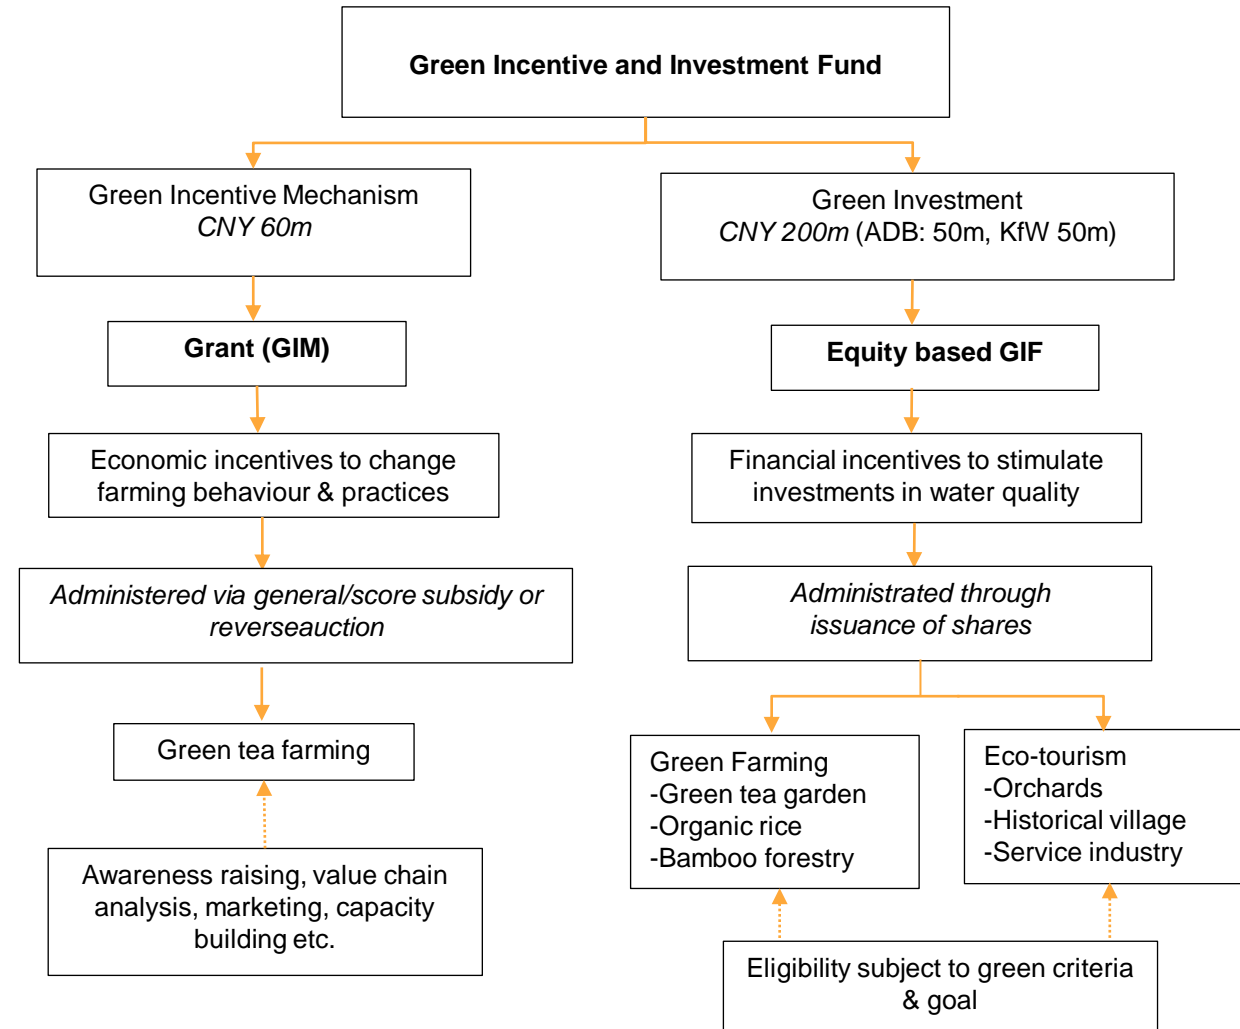 Green Incentive and Investment Fund
Green Incentive Mechanism
CNY 60m
Green Investment
CNY 200m (ADB: 50m, KfW 50m)
Grant (GIM)
Equity based GIF
Economic incentives to change
farming behaviour & practices
Financial incentives to stimulate
investments in water quality
Administered via general/score subsidy or
reverseauction
Administrated through
issuance of shares
Green tea farming
Green Farming
-Green tea garden
-Organic rice
-Bamboo forestry
Eco-tourism
-Orchards
-Historical village
-Service industry
Awareness raising, value chain
analysis, marketing, capacity
building etc.
Eligibility subject to green criteria
& goal